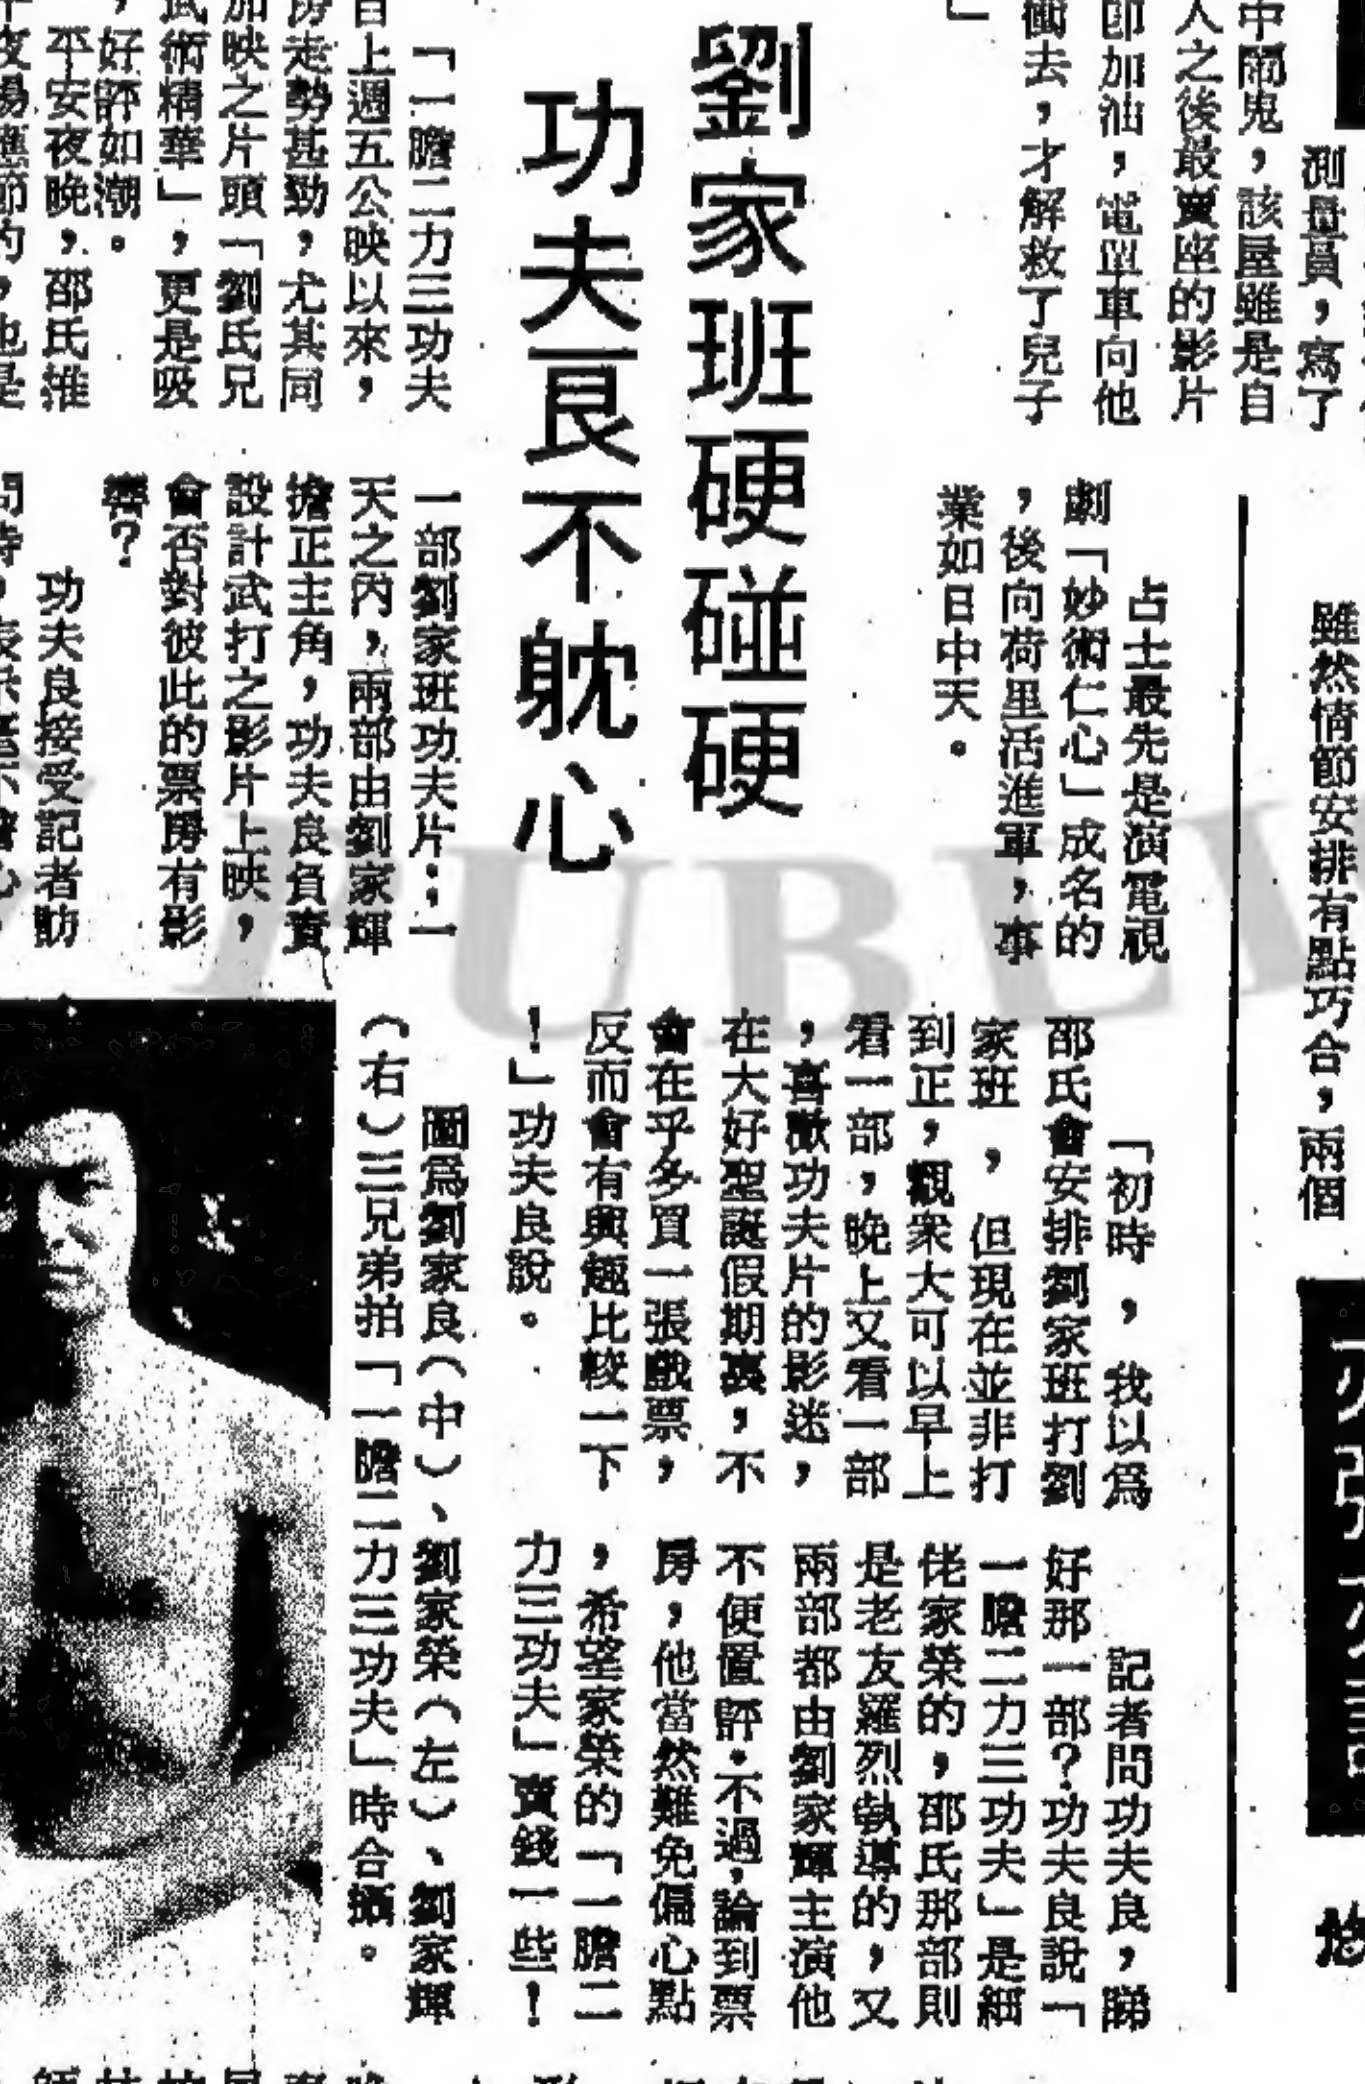 劉家班硬碰硬
功夫良不躭心
「一膽二力三功夫
自上週五公映以來，
房走勢甚勁，尤其同
加映之片頭「劉氏兄
武術精華」，更是吸
，好評如潮。
平安夜晚，邵氏推
半夜場應節的，也是
一部劉家班功夫片；一
天之內，兩部由劉家輝
擔正主角，功夫良負責
設計武打之影片上映，
會否對彼此的票房有影
響？
功夫良接受記者訪
「初時，我以爲
邵氏會安排劉家班打劉
家班，但現在並非打
到正，觀衆大可以早上
看一部，晚上又看一部
，喜歡功夫片的影迷，
在大好聖誕假期裏，不
會在乎多買一張戲票，
反而會有興趣比較一下
！」功夫良說。
記者問功夫良，睇
好那一部？功夫良說「
一膽二力三功夫」是細
佬家榮的，邵氏那部則
是老友羅烈執導的，又
兩部都由劉家輝主演他
不便置評．不過，論到票
房，他當然難免偏心點
，希望家榮的「一膽二
力三功夫」賣錢一些！
圖爲劉家良（中）、劉家榮（左）、劉家輝
（右）三兄弟拍「一膽二力三功夫」時合攝。
測量員，寫了
中鬧鬼，該屋雖是自
人之後最賣座的影片
卽加油，電單車向他
衝去，才解救了兒子
」
占士最先是演電視
劇「妙術仁心」成名的
，後向荷里活進軍，事
業如日中天。
雖然情節安排有點巧合，兩個
PUBLI